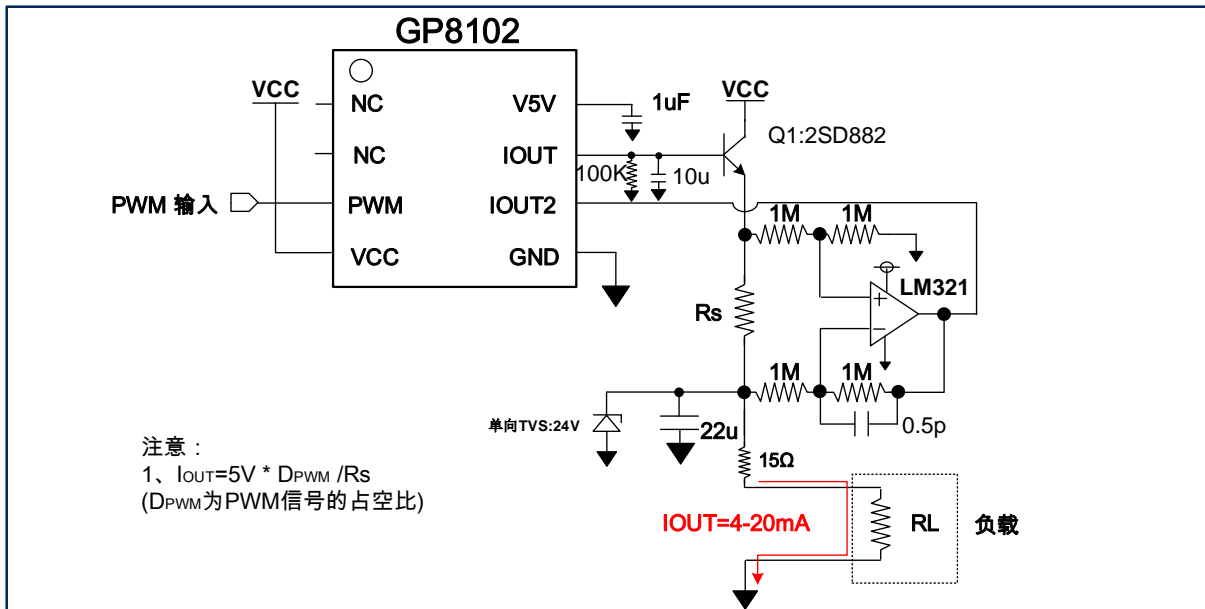 GP8102
VCC
NC
V5V
1uF
VCC
Q1:2SD882
NC
IOUT
100K
10u
PWM 输入
PWM
IOUT2
1M
1M
VCC
GND
LM321
+
Rs
−
1M
1M
单向TVS:24V
22u
0.5p
注意：
1、IOUT=5V * DPWM /Rs
(DPWM为PWM信号的占空比)
15Ω
IOUT=4-20mA
RL
负载